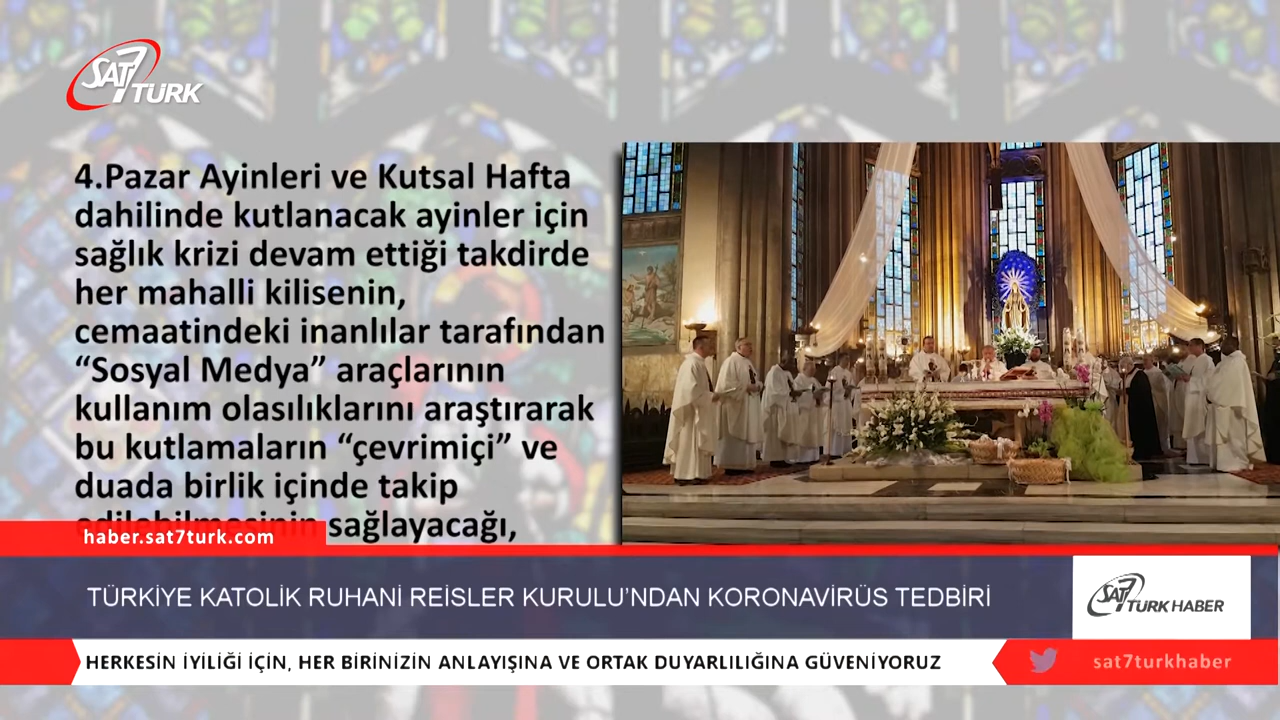 SAT7 TÜRK
4.Pazar Ayinleri ve Kutsal Hafta
dahilinde kutlanacak ayinler için
sağlık krizi devam ettiği takdirde
her mahalli kilisenin,
cemaatindeki inanlılar tarafından
“Sosyal Medya” araçlarının
kullanım olasılıklarını araştırarak
bu kutlamaların “çevrimiçi” ve
duada birlik içinde takip
sağlayacağı,
haber.sat7turk.com
TÜRKİYE KATOLİK RUHANİ REİSLER KURULU’NDAN KORONAVİRÜS TEDBİRİ
SAT7 TÜRK HABER
HERKESİN İYİLİĞİ İÇİN, HER BİRİNİZİN ANLAYIŞINA VE ORTAK DUYARLILIĞINA GÜVENİYORUZ
sat7turkhaber